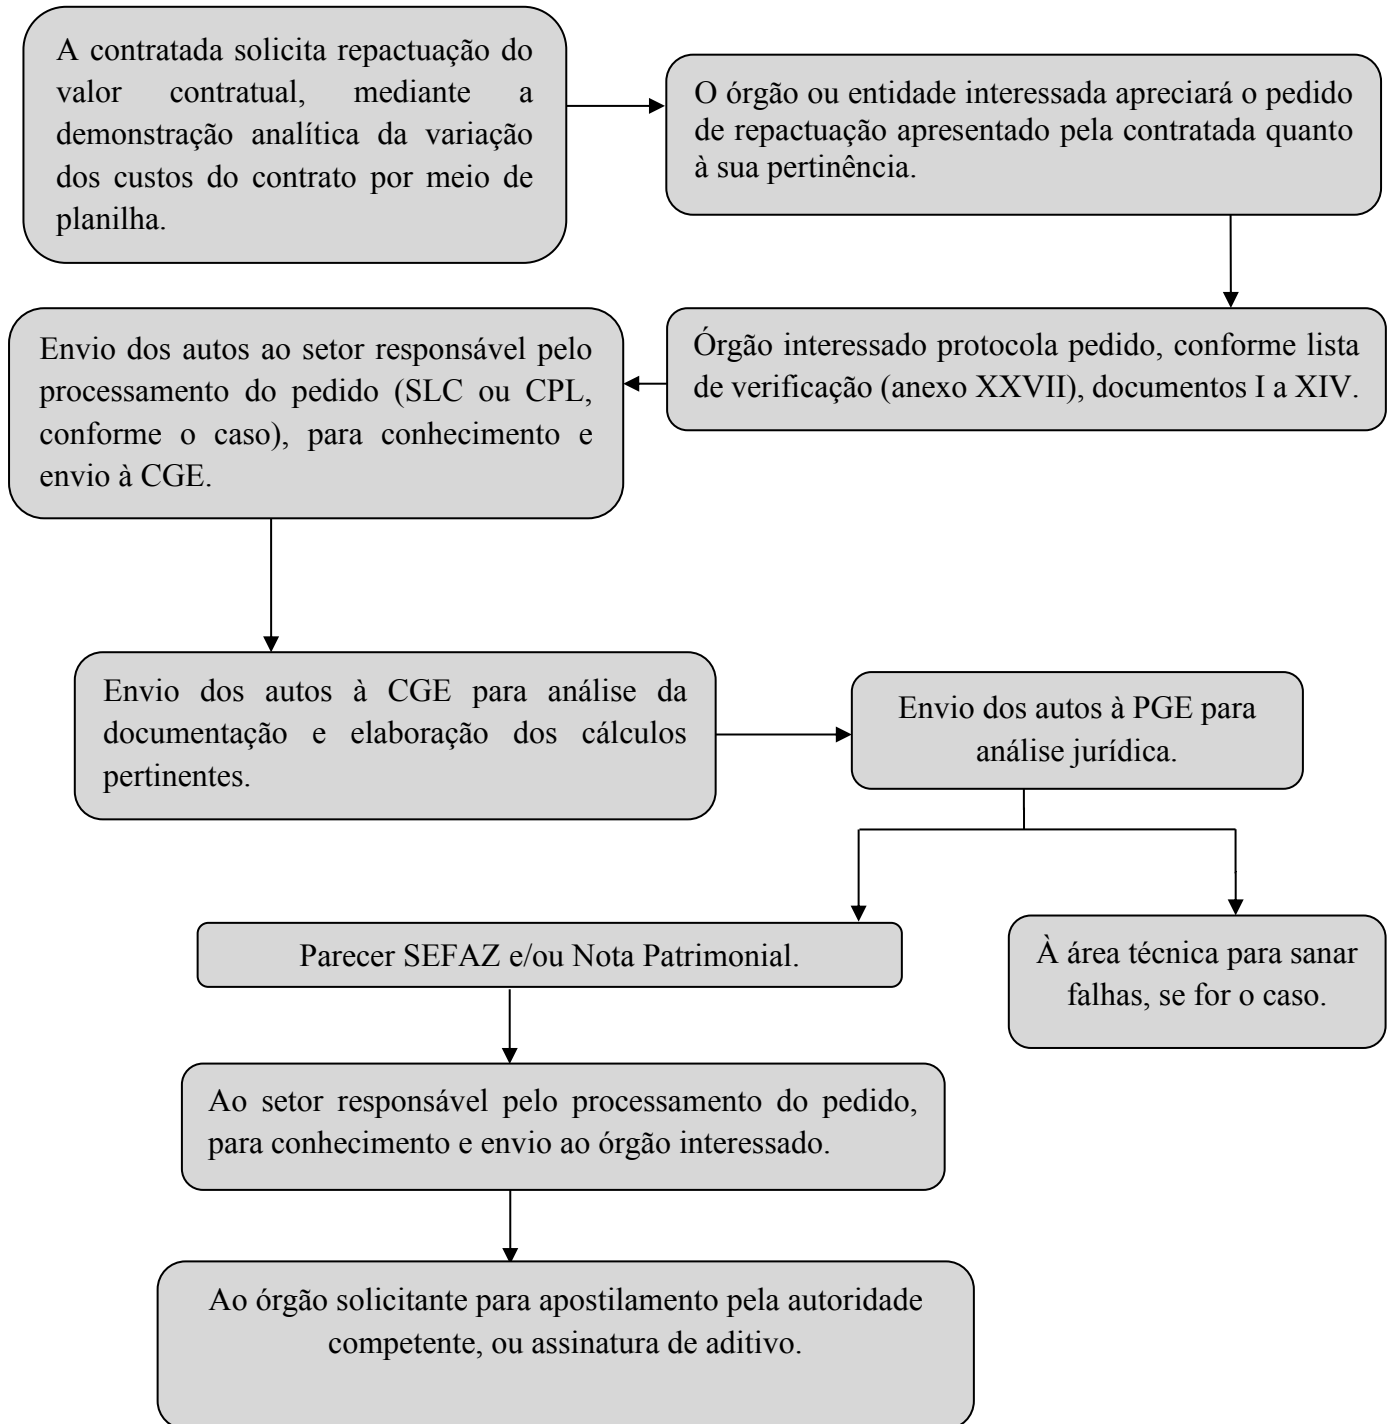 A contratada solicita repactuação do
valor contratual, mediante a
demonstração analítica da variação
dos custos do contrato por meio de
planilha.
O órgão ou entidade interessada apreciará o pedido
de repactuação apresentado pela contratada quanto
à sua pertinência.
Órgão interessado protocola pedido, conforme lista
de verificação (anexo XXVII), documentos I a XIV.
Envio dos autos ao setor responsável pelo
processamento do pedido (SLC ou CPL,
conforme o caso), para conhecimento e
envio à CGE.
Envio dos autos à CGE para análise da
documentação e elaboração dos cálculos
pertinentes.
Envio dos autos à PGE para
análise jurídica.
Parecer SEFAZ e/ou Nota Patrimonial.
À área técnica para sanar
falhas, se for o caso.
Ao setor responsável pelo processamento do pedido,
para conhecimento e envio ao órgão interessado.
Ao órgão solicitante para apostilamento pela autoridade
competente, ou assinatura de aditivo.